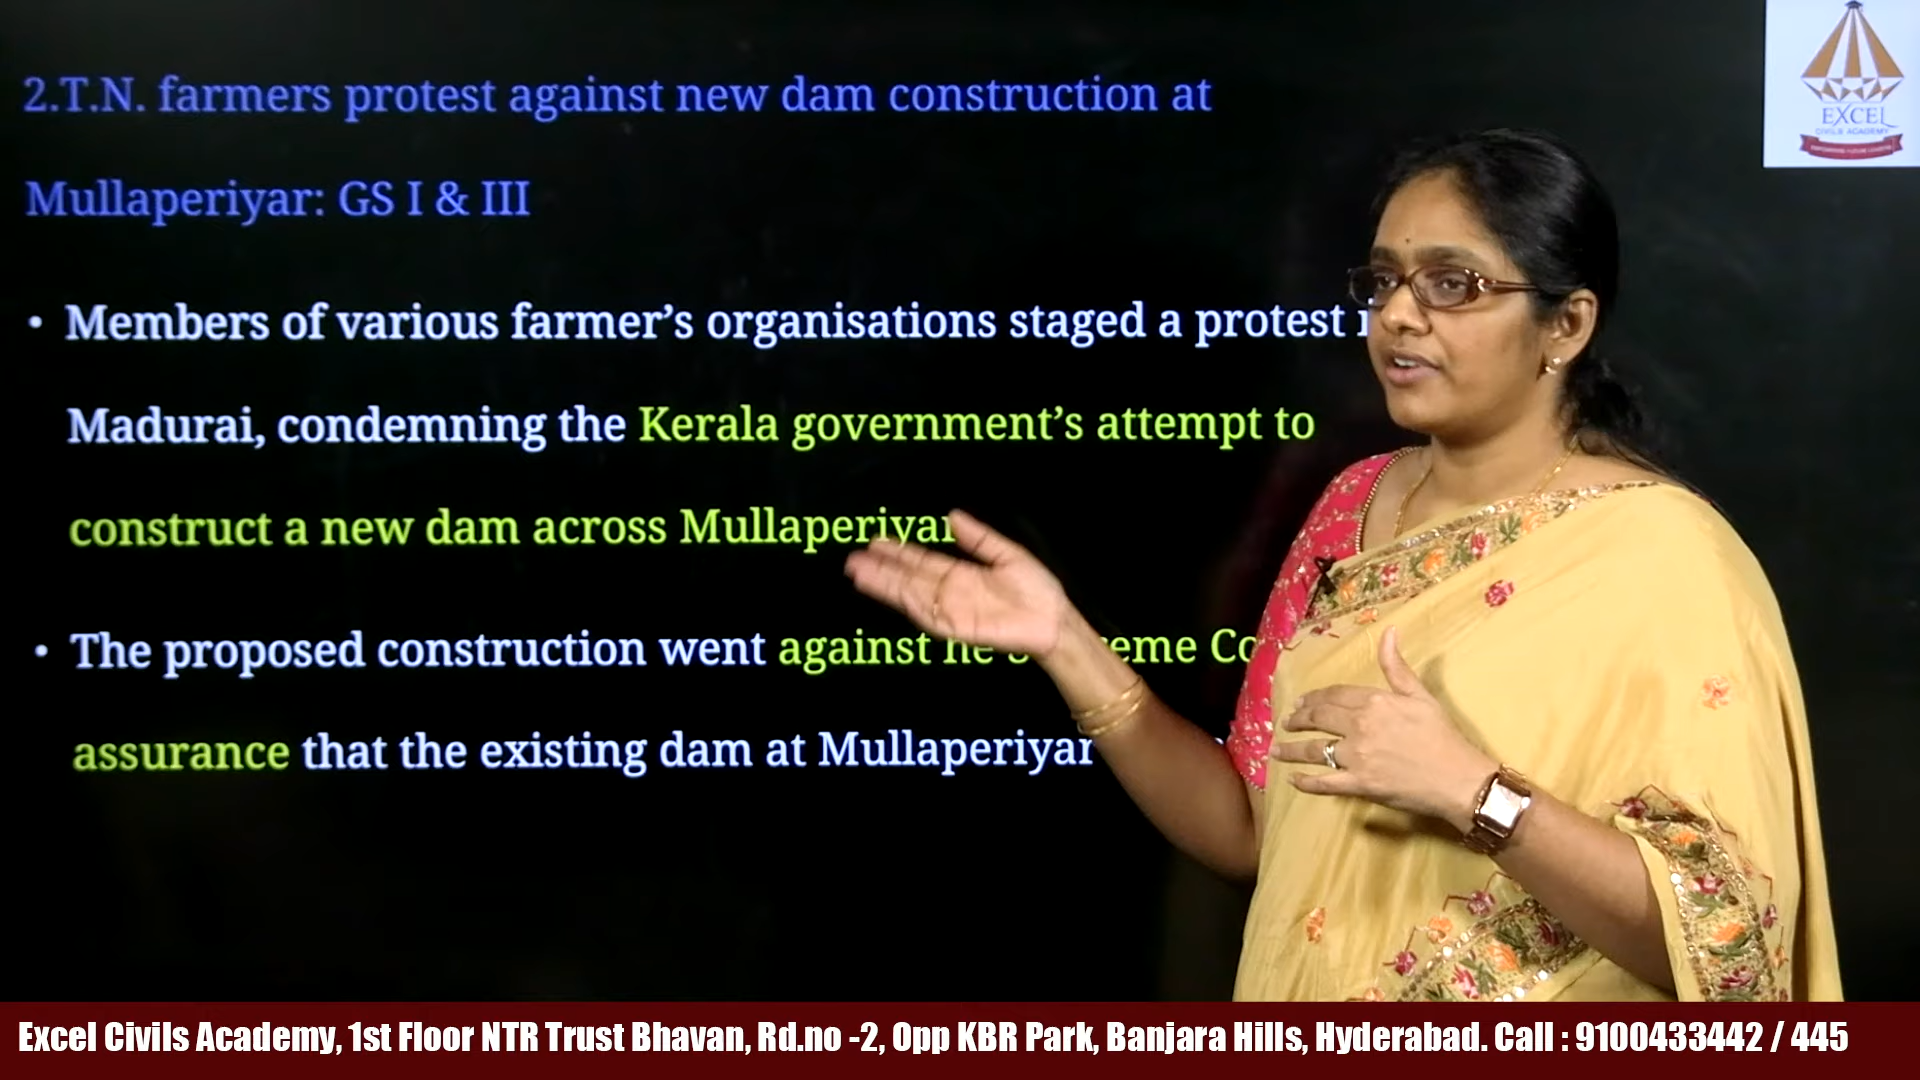 2.T.N. farmers protest against new dam construction at
Mullaperiyar: GS I & III
• Members of various farmer's organisations staged a protest
Madurai, condemning the Kerala government's attempt to
construct a new dam across Mullaperiyar
• The proposed construction went against he
assurance that the existing dam at Mullaperiyar
EXCEL
CIVILS ACADEMY
Excel Civils Academy, 1st Floor NTR Trust Bhavan, Rd.no -2, Opp KBR Park, Banjara Hills, Hyderabad. Call : 9100433442 / 445